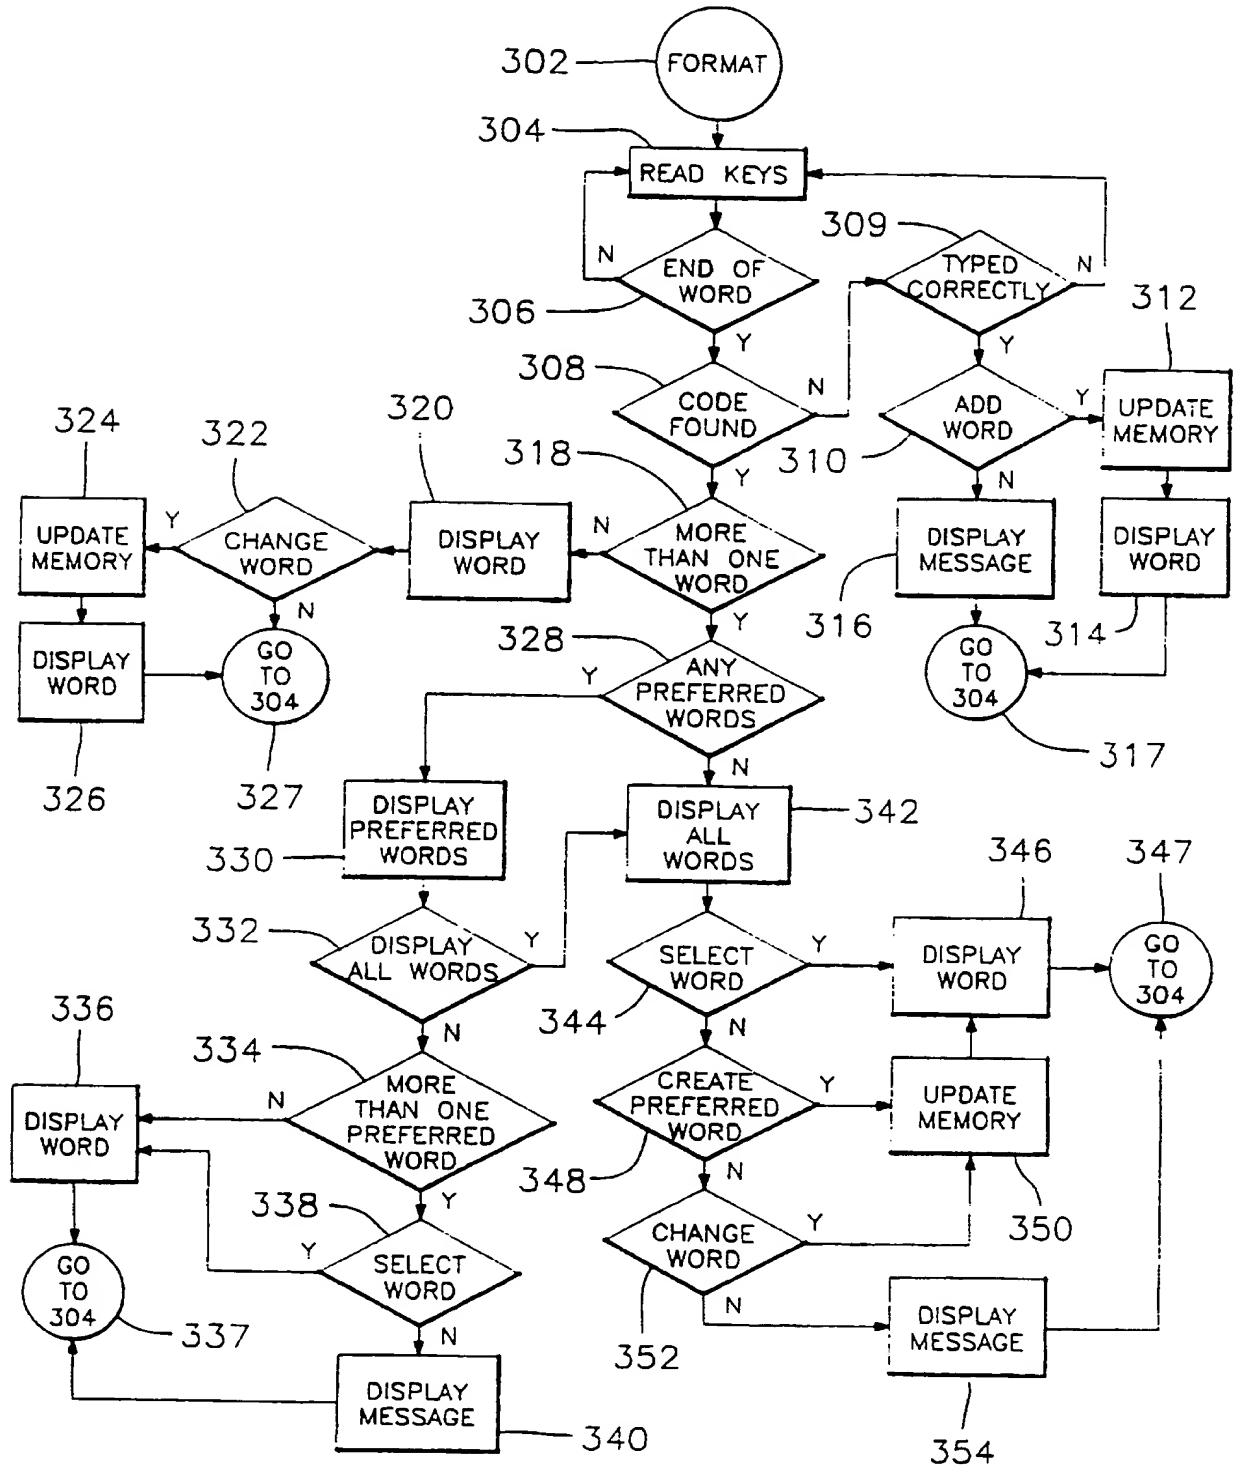 302
FORMAT
304
READ KEYS
309
N
END OF
WORD
TYPED
CORRECTLY
N
306
Y
Y
312
308
CODE
FOUND
N
ADD
WORD
Y
UPDATE
MEMORY
310
324
322
320
318
Y
N
UPDATE
MEMORY
Y
CHANGE
WORD
DISPLAY
WORD
N
MORE
THAN ONE
WORD
DISPLAY
MESSAGE
DISPLAY
WORD
N
316
314
328
Y
DISPLAY
WORD
GO
TO
304
Y
ANY
PREFERRED
WORDS
GO
TO
304
326
327
N
317
DISPLAY
PREFERRED
WORDS
330
DISPLAY
ALL
WORDS
342
346
347
332
DISPLAY
ALL WORDS
Y
SELECT
WORD
Y
DISPLAY
WORD
GO
TO
304
344
336
334
N
N
DISPLAY
WORD
N
MORE
THAN ONE
PREFERRED
WORD
CREATE
PREFERRED
WORD
Y
UPDATE
MEMORY
348
338
Y
N
350
Y
SELECT
WORD
CHANGE
WORD
Y
GO
TO
304
337
N
N
352
DISPLAY
MESSAGE
DISPLAY
MESSAGE
340
354